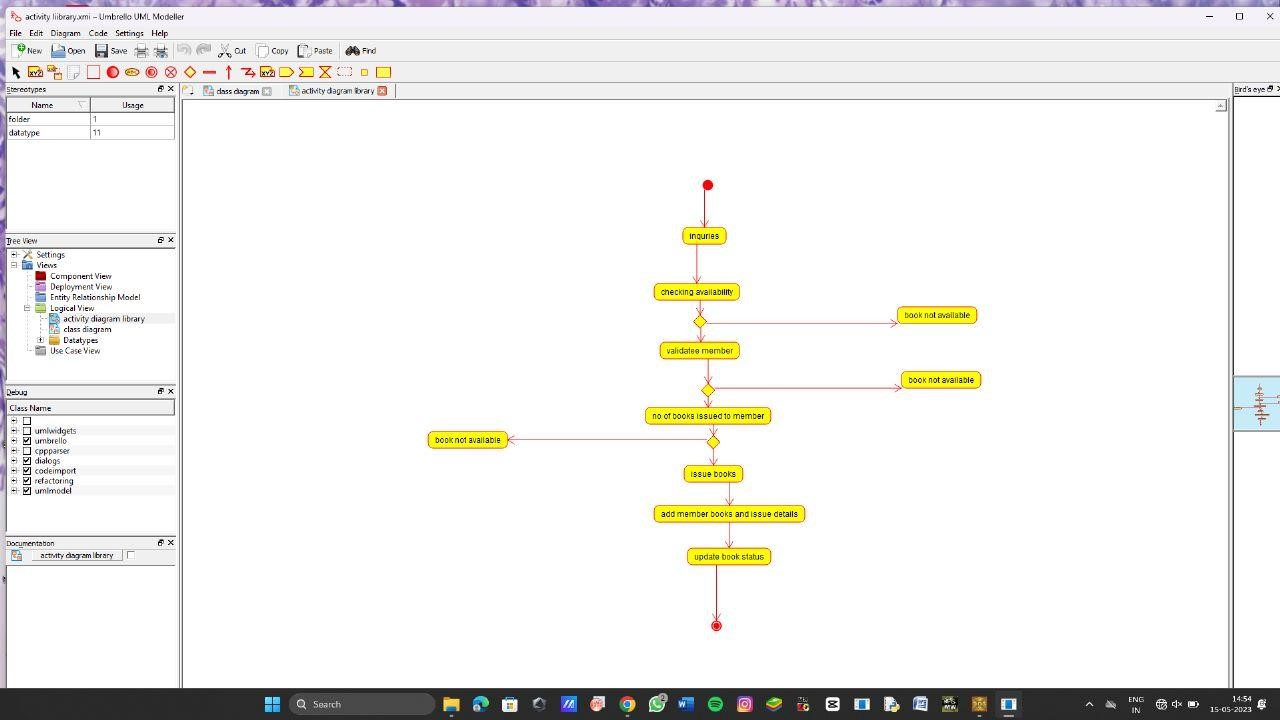 activity liibrary.xmi – Umbrello UML Modeller
File Edit Diagram Code Settings Help
New Open Save Cut Copy Paste Find
XYZ XYZ
Stereotypes
Name Usage
folder 1
datatype 11
class diagram activity diagram library
Bird's eye
Tree View
Settings
Views
Component View
Deployment View
Entity Relationship Model
Logical View
activity diagram library
class diagram
Datatypes
Use Case View
Debug
Class Name
umlwidgets
umbrello
cppparser
dialogs
codeimport
refactoring
umlmodel
Documentation
activity diagram library
inquries
checking availability
book not available
validatee member
book not available
no of books issued to member
book not available
issue books
add member books and issue details
update book status
Search
2
ENG
IN
14:54
15-05-2023